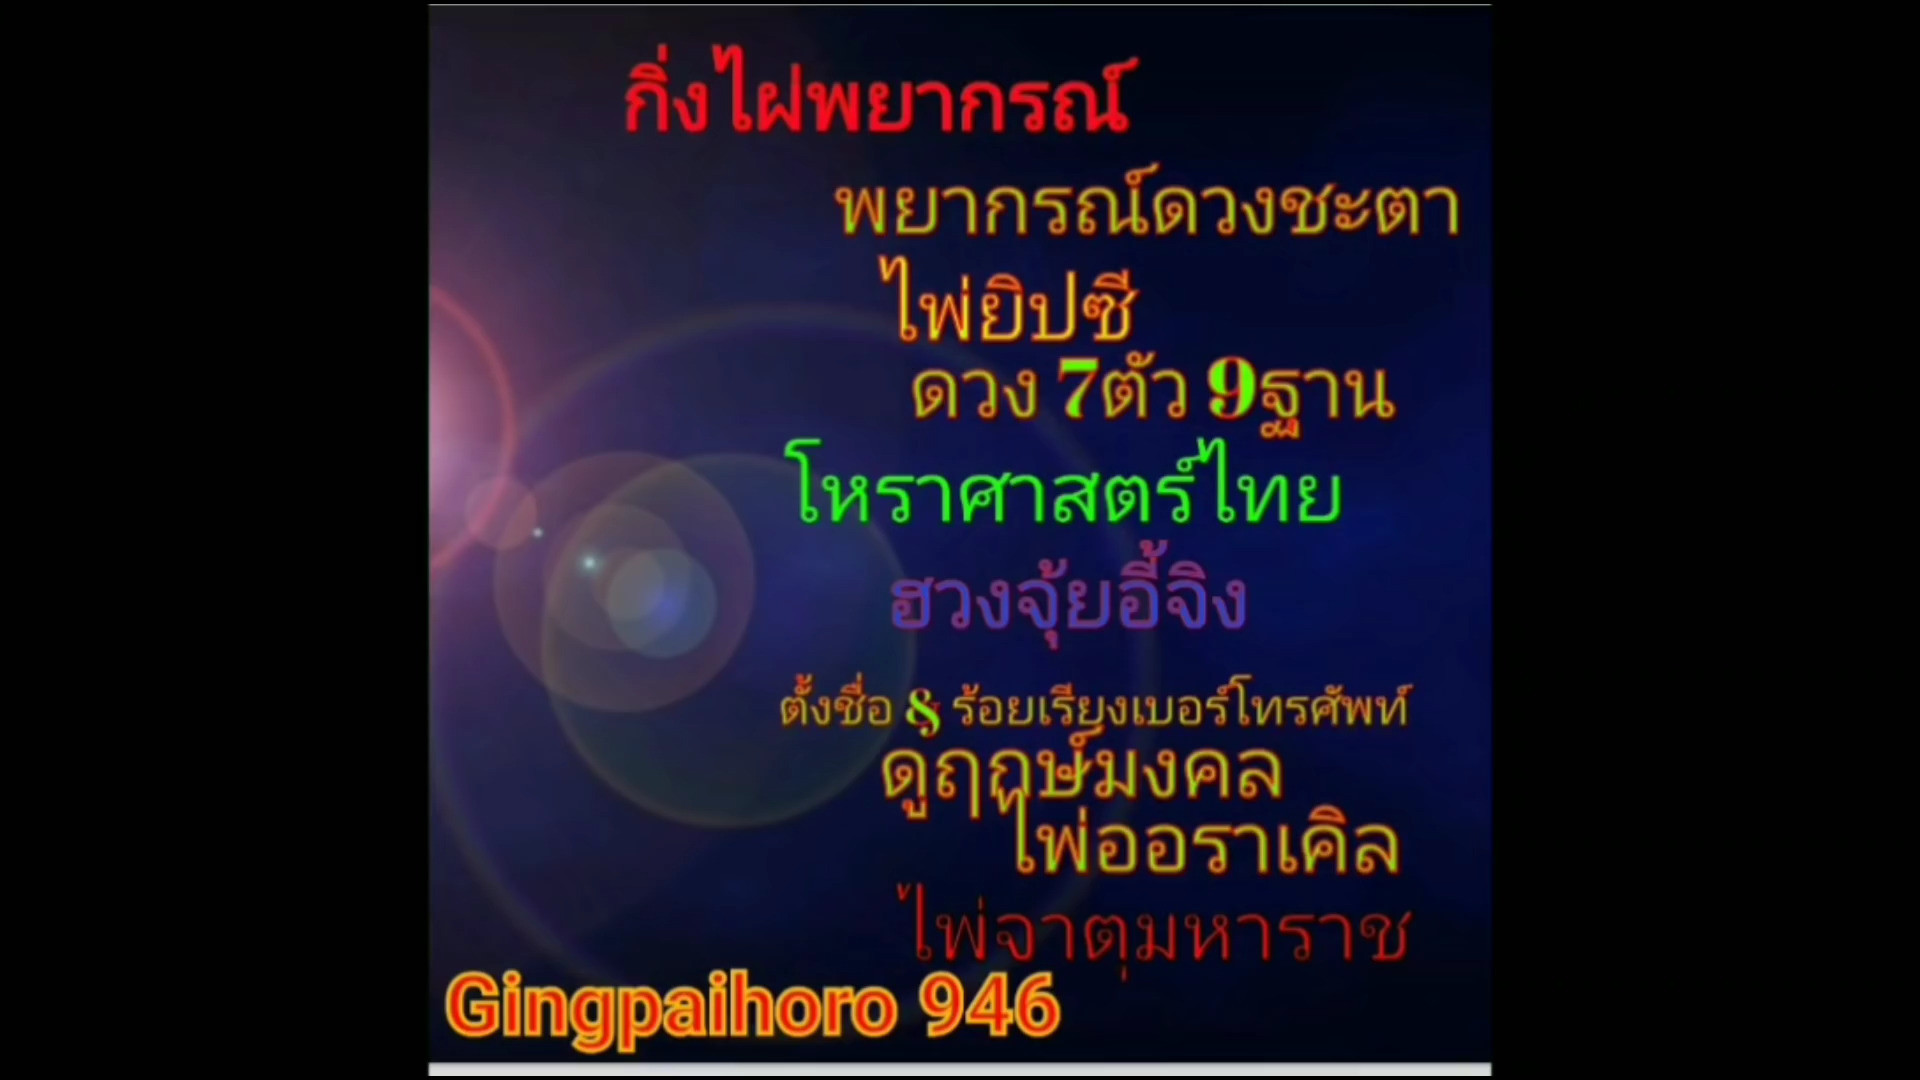 กิ่งไผ่พยากรณ์
พยากรณ์ดวงชะตา
ไพ่ยิปซี
ดวง 7ตัว 9ฐาน
โหราศาสตร์ไทย
ฮวงจุ้ยอี้จิง
ตั้งชื่อ & ร้อยเรียงเบอร์โทรศัพท์
ดูฤกษ์มงคล
ไพ่ออราเคิล
ไพ่จาตุมหาราช
Gingpaihoro 946